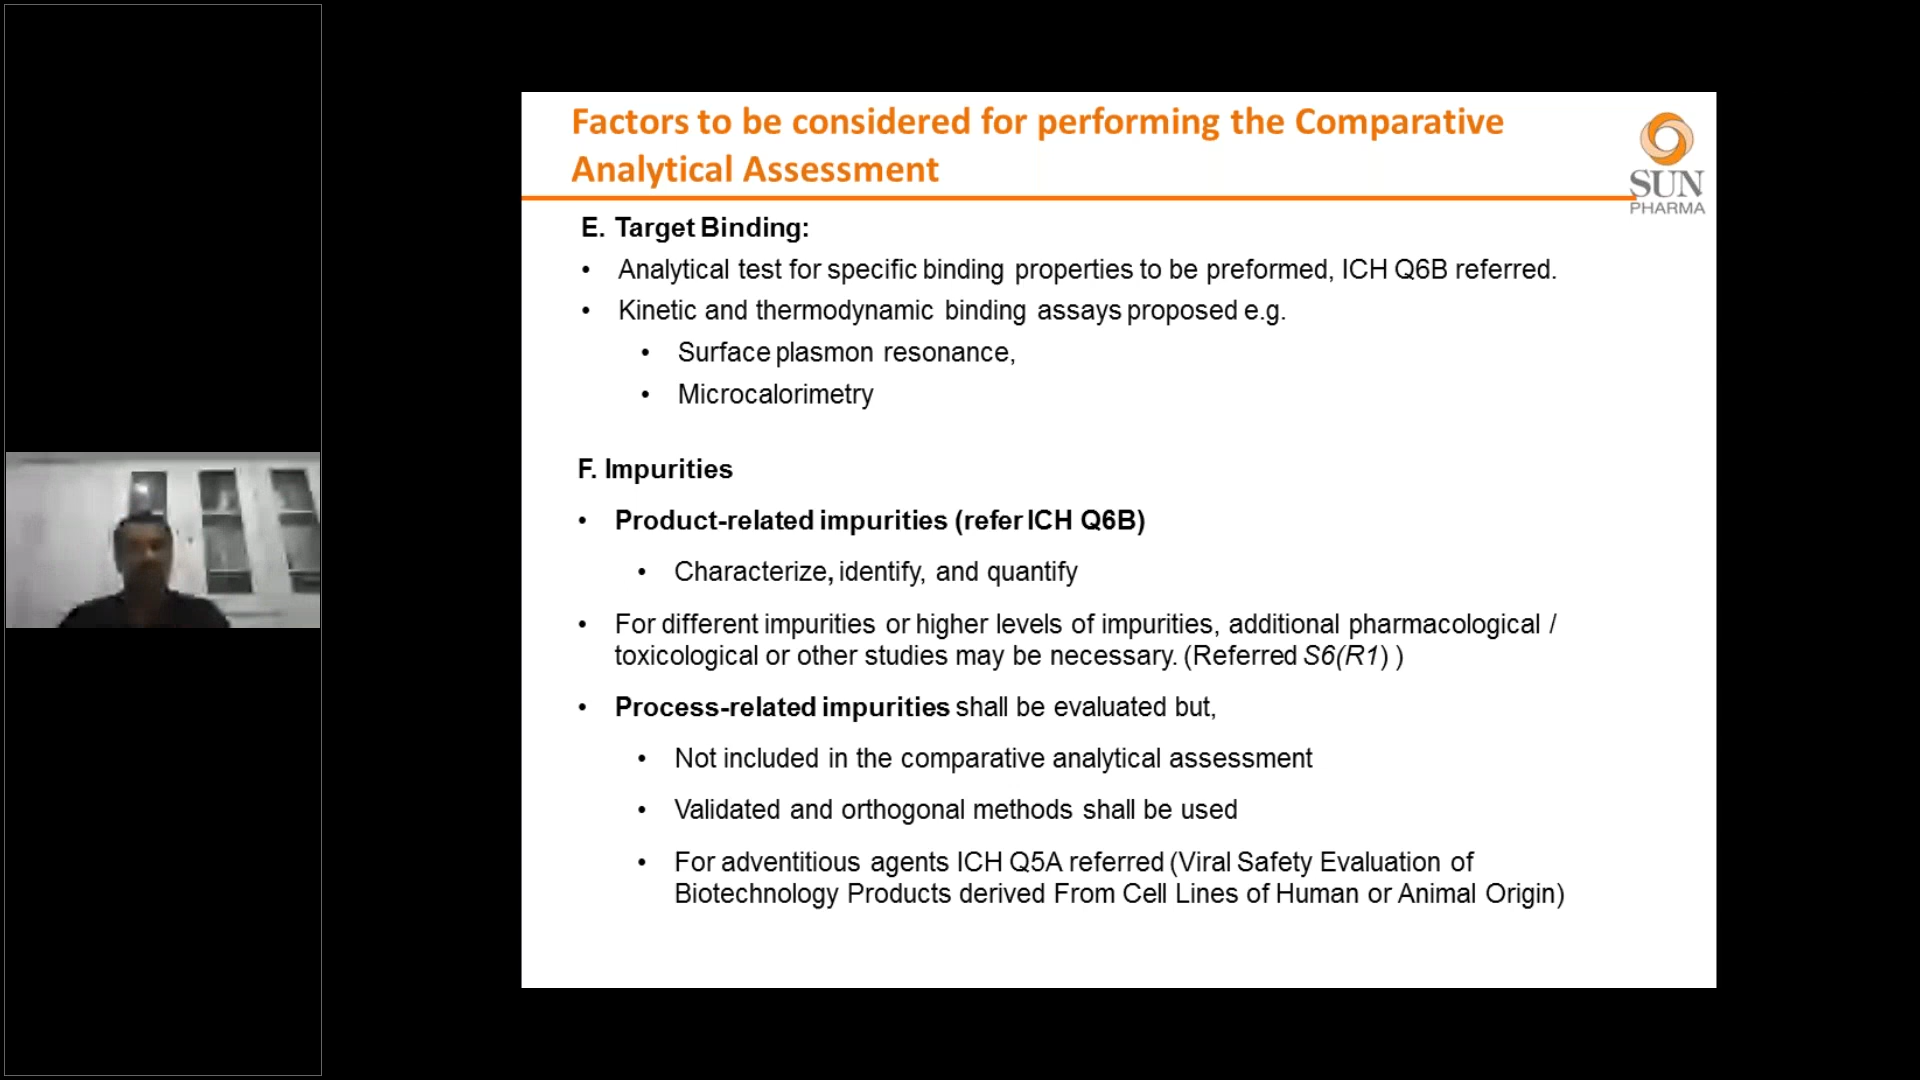 Factors to be considered for performing the Comparative
Analytical Assessment
SUN
PHARMA
E. Target Binding:
• Analytical test for specific binding properties to be preformed, ICH Q6B referred.
• Kinetic and thermodynamic binding assays proposed e.g.
• Surface plasmon resonance,
• Microcalorimetry
F. Impurities
• Product-related impurities (refer ICH Q6B)
• Characterize, identify, and quantify
• For different impurities or higher levels of impurities, additional pharmacological /
toxicological or other studies may be necessary. (Referred S6(R1) )
• Process-related impurities shall be evaluated but,
• Not included in the comparative analytical assessment
• Validated and orthogonal methods shall be used
• For adventitious agents ICH Q5A referred (Viral Safety Evaluation of
Biotechnology Products derived From Cell Lines of Human or Animal Origin)